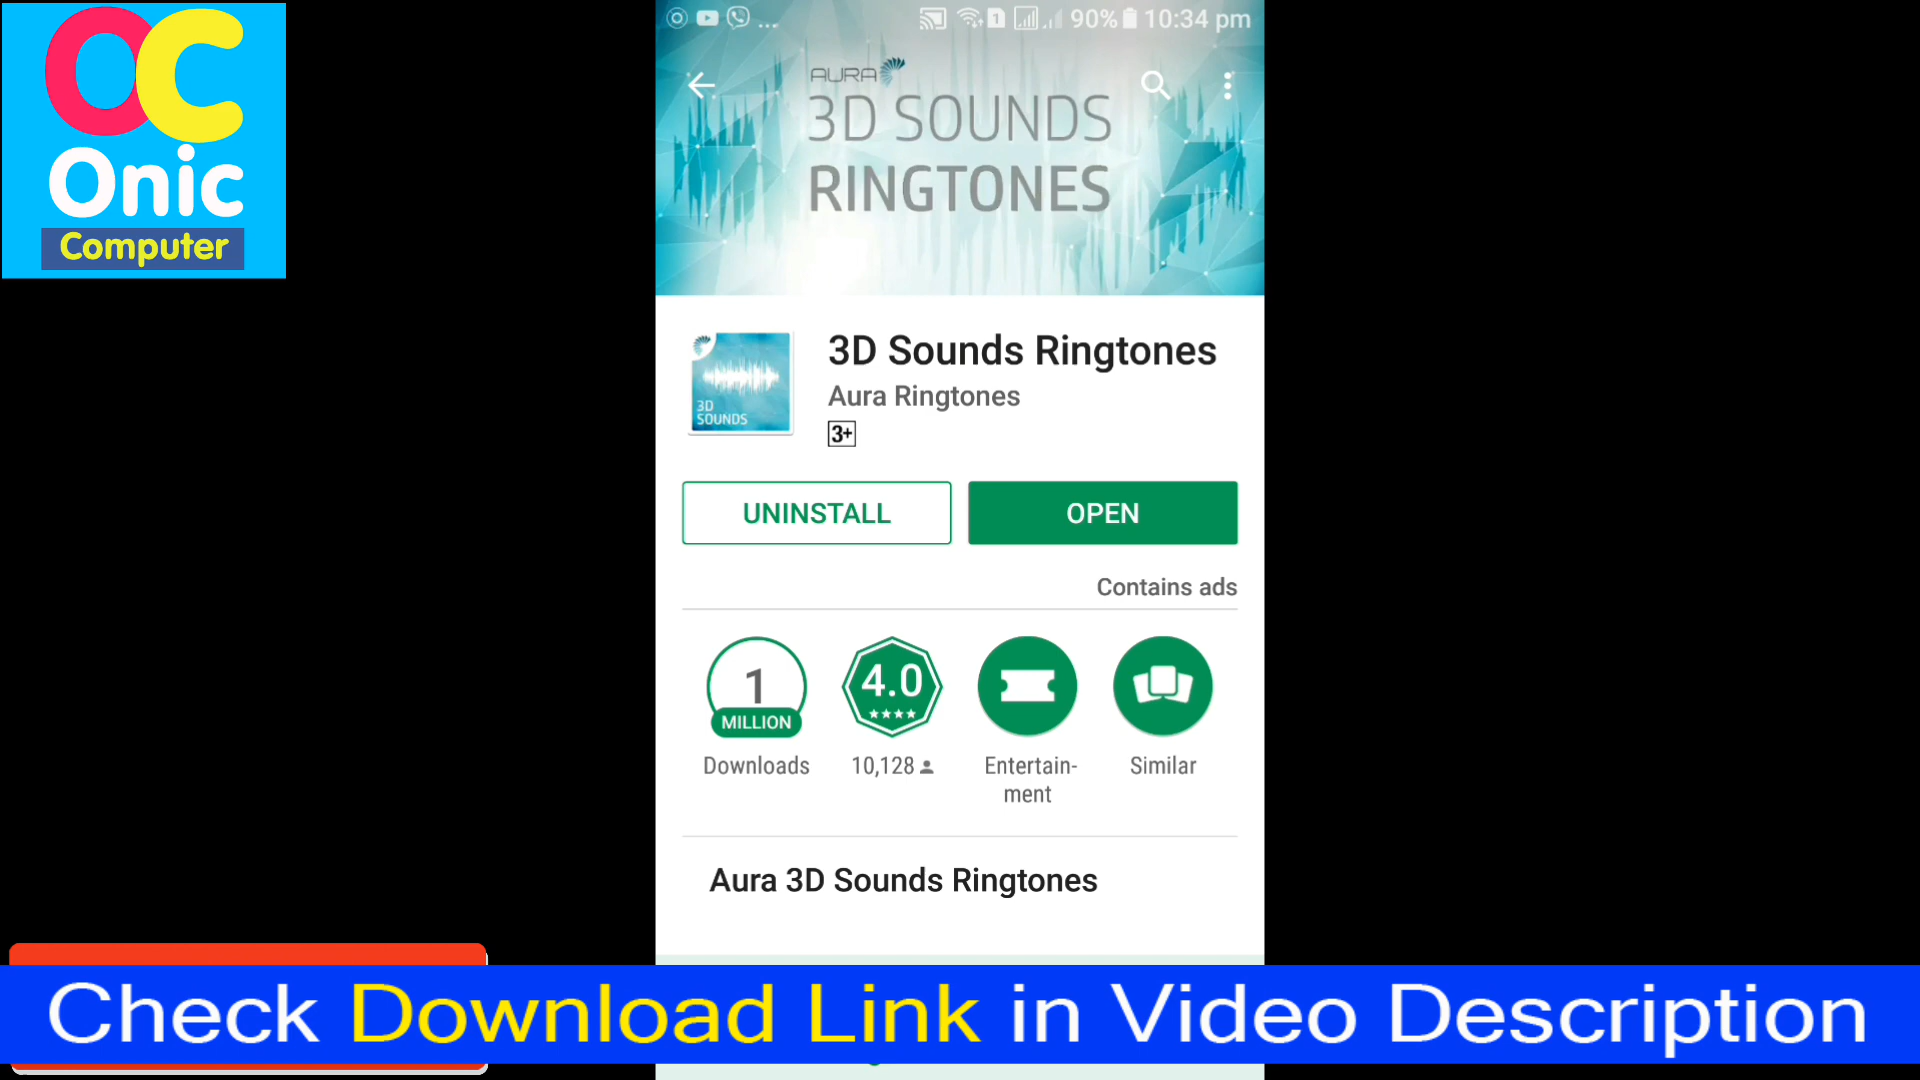 OC
Onic
Computer
... 1 90% 10:34 pm
AURA
3D SOUNDS
RINGTONES
3D
SOUNDS
3D Sounds Ringtones
Aura Ringtones
3+
UNINSTALL
OPEN
Contains ads
1
MILLION
Downloads
4.0
10,128
Entertain-
ment
Similar
Aura 3D Sounds Ringtones
Check Download Link in Video Description